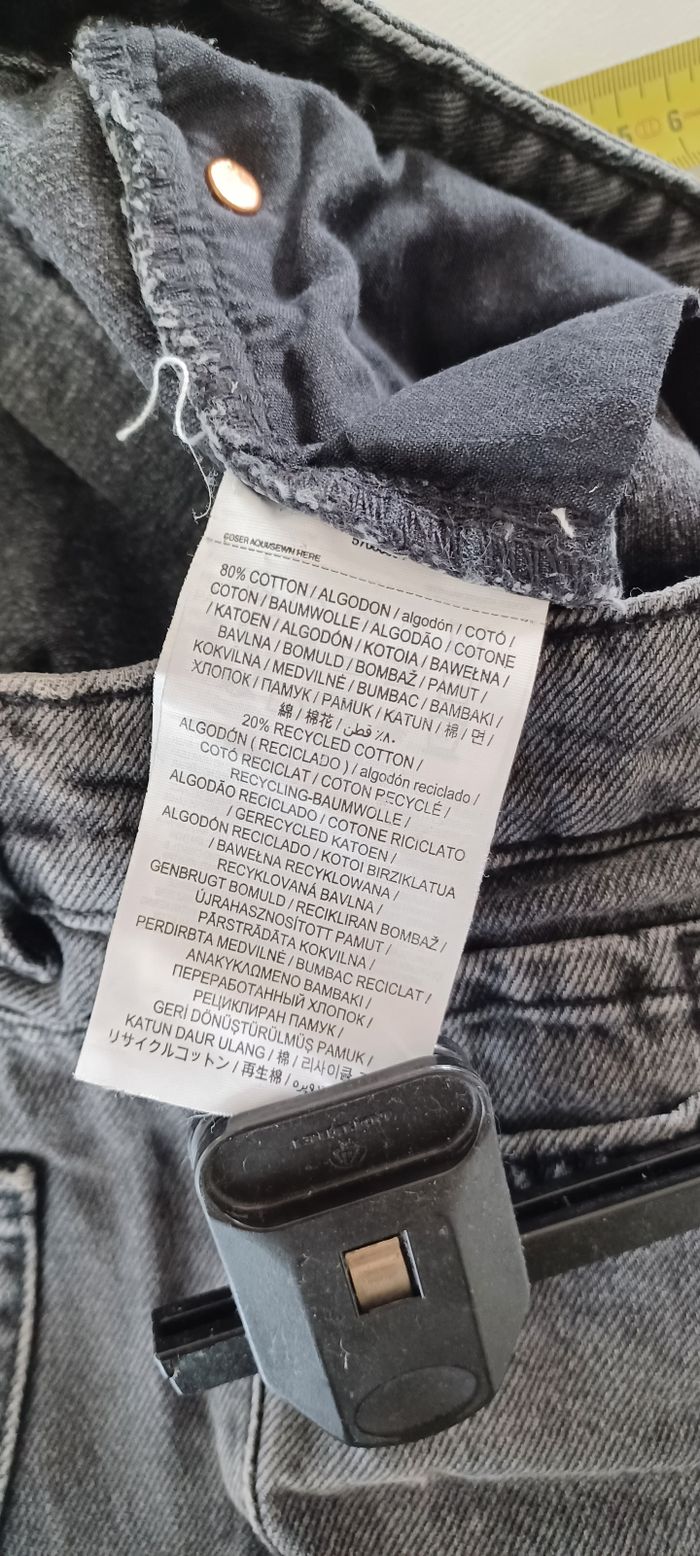 5 6
COSER AQUI/SEWN HERE
80% COTTON / ALGODON / algodón / COTÓ /
COTON / BAUMWOLLE / ALGODÃO / COTONE
/ KATOEN / ALGODÓN / KOTOIA / BAWEŁNA /
BAVLNA / BOMULD / BOMBAŽ / PAMUT /
KOKVILNA / MEDVILNĖ / BUMBAC / BAMBAKI /
ХЛОПОК / ПАМУК / PAMUK / KATUN / 棉 / 면 /
綿 / 棉花 / ٨٠٪ قطن
20% RECYCLED COTTON /
ALGODÓN ( RECICLADO ) / algodón reciclado /
COTÓ RECICLAT / COTON RECYCLÉ /
RECYCLING-BAUMWOLLE /
ALGODÃO RECICLADO / COTONE RICICLATO
/ GERECYCLED KATOEN /
ALGODÓN RECICLADO / KOTOI BIRZIKLATUA
/ BAWEŁNA RECYKLOWANA /
RECYKLOVANÁ BAVLNA /
GENBRUGT BOMULD / RECIKLIRAN BOMBAŽ /
ÚJRAHASZNOSÍTOTT PAMUT /
PĀRSTRĀDĀTA KOKVILNA /
PERDIRBTA MEDVILNĖ / BUMBAC RECICLAT /
ΑΝΑΚΥΚΛΩΜΕΝΟ BAMBAKI /
ПЕРЕРАБОТАННЫЙ ХЛОПОК /
РЕЦИКЛИРАН ПАМУК /
GERİ DÖNÜŞTÜRÜLMÜŞ PAMUK /
KATUN DAUR ULANG / 棉 / 리사이클
リサイクルコットン / 再生棉 /